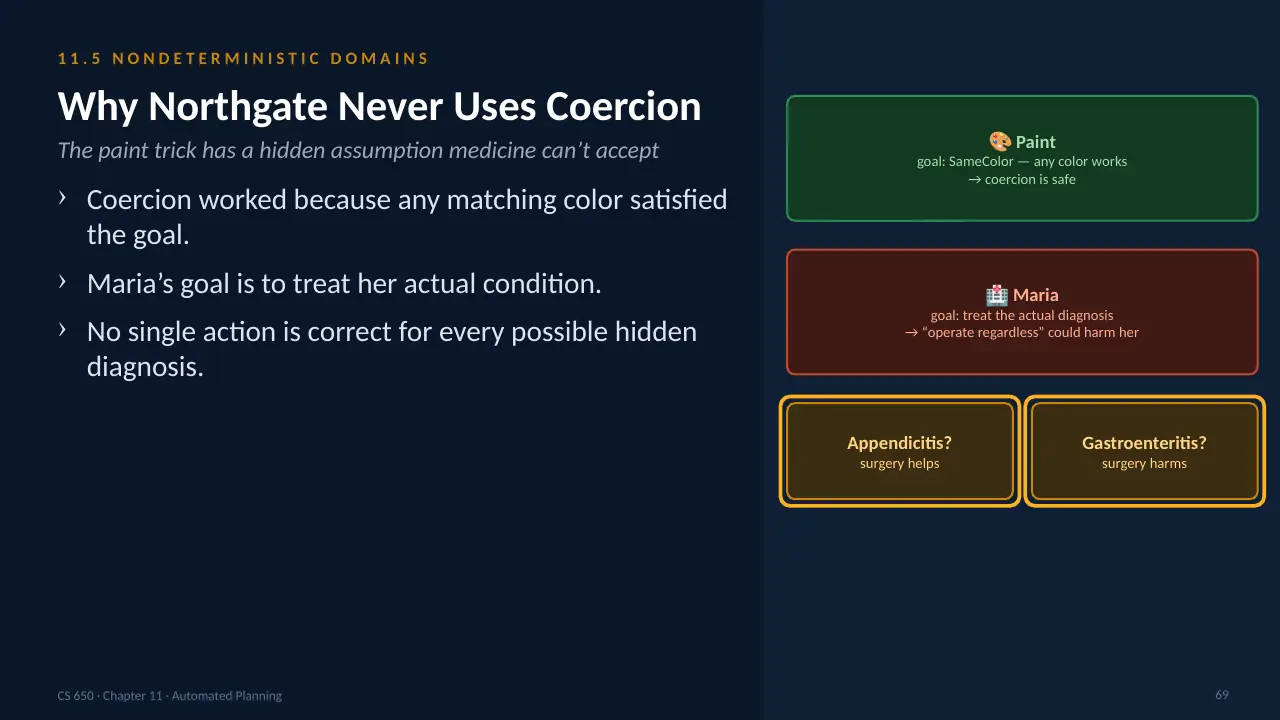 11.5 NONDETERMINISTIC DOMAINS
Why Northgate Never Uses Coercion
The paint trick has a hidden assumption medicine can’t accept
› Coercion worked because any matching color satisfied
the goal.
› Maria’s goal is to treat her actual condition.
› No single action is correct for every possible hidden
diagnosis.
🎨 Paint
goal: SameColor — any color works
→ coercion is safe
🏥 Maria
goal: treat the actual diagnosis
→ “operate regardless” could harm her
Appendicitis?
surgery helps
Gastroenteritis?
surgery harms
CS 650 · Chapter 11 · Automated Planning
69